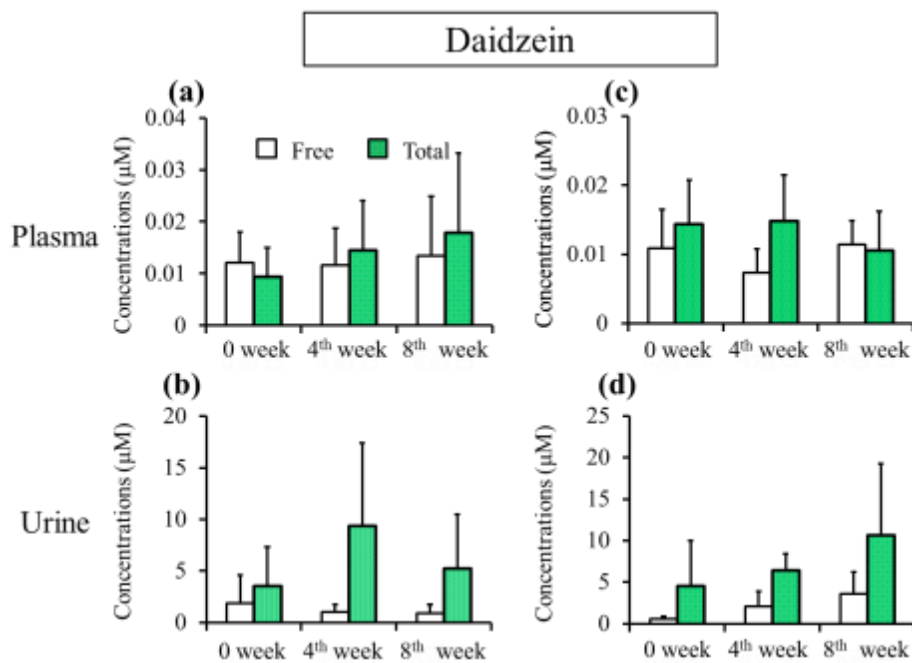 Daidzein
(a)
0.04
0.03
0.02
0.01
0
Concentrations (µM)
Free
Total
0 week
4th week
8th week
(c)
0.03
0.02
0.01
0
Concentrations (µM)
0 week
4th week
8th week
Plasma
(b)
20
15
10
5
0
Concentrations (µM)
0 week
4th week
8th week
(d)
25
20
15
10
5
0
Concentrations (µM)
0 week
4th week
8th week
Urine